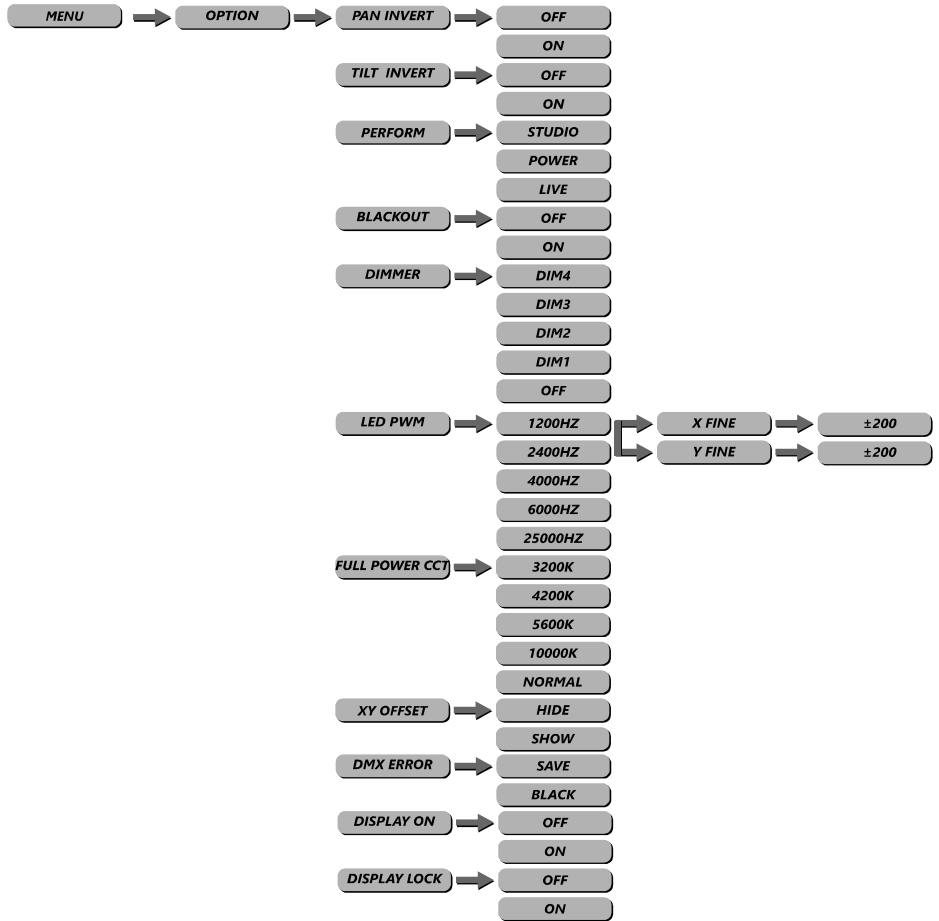 MENU
OPTION
PAN INVERT
OFF
ON
TILT INVERT
OFF
ON
PERFORM
STUDIO
POWER
LIVE
BLACKOUT
OFF
ON
DIMMER
DIM4
DIM3
DIM2
DIM1
OFF
LED PWM
1200HZ
X FINE
±200
2400HZ
Y FINE
±200
4000HZ
6000HZ
25000HZ
FULL POWER CCT
3200K
4200K
5600K
10000K
NORMAL
XY OFFSET
HIDE
SHOW
DMX ERROR
SAVE
BLACK
DISPLAY ON
OFF
ON
DISPLAY LOCK
OFF
ON